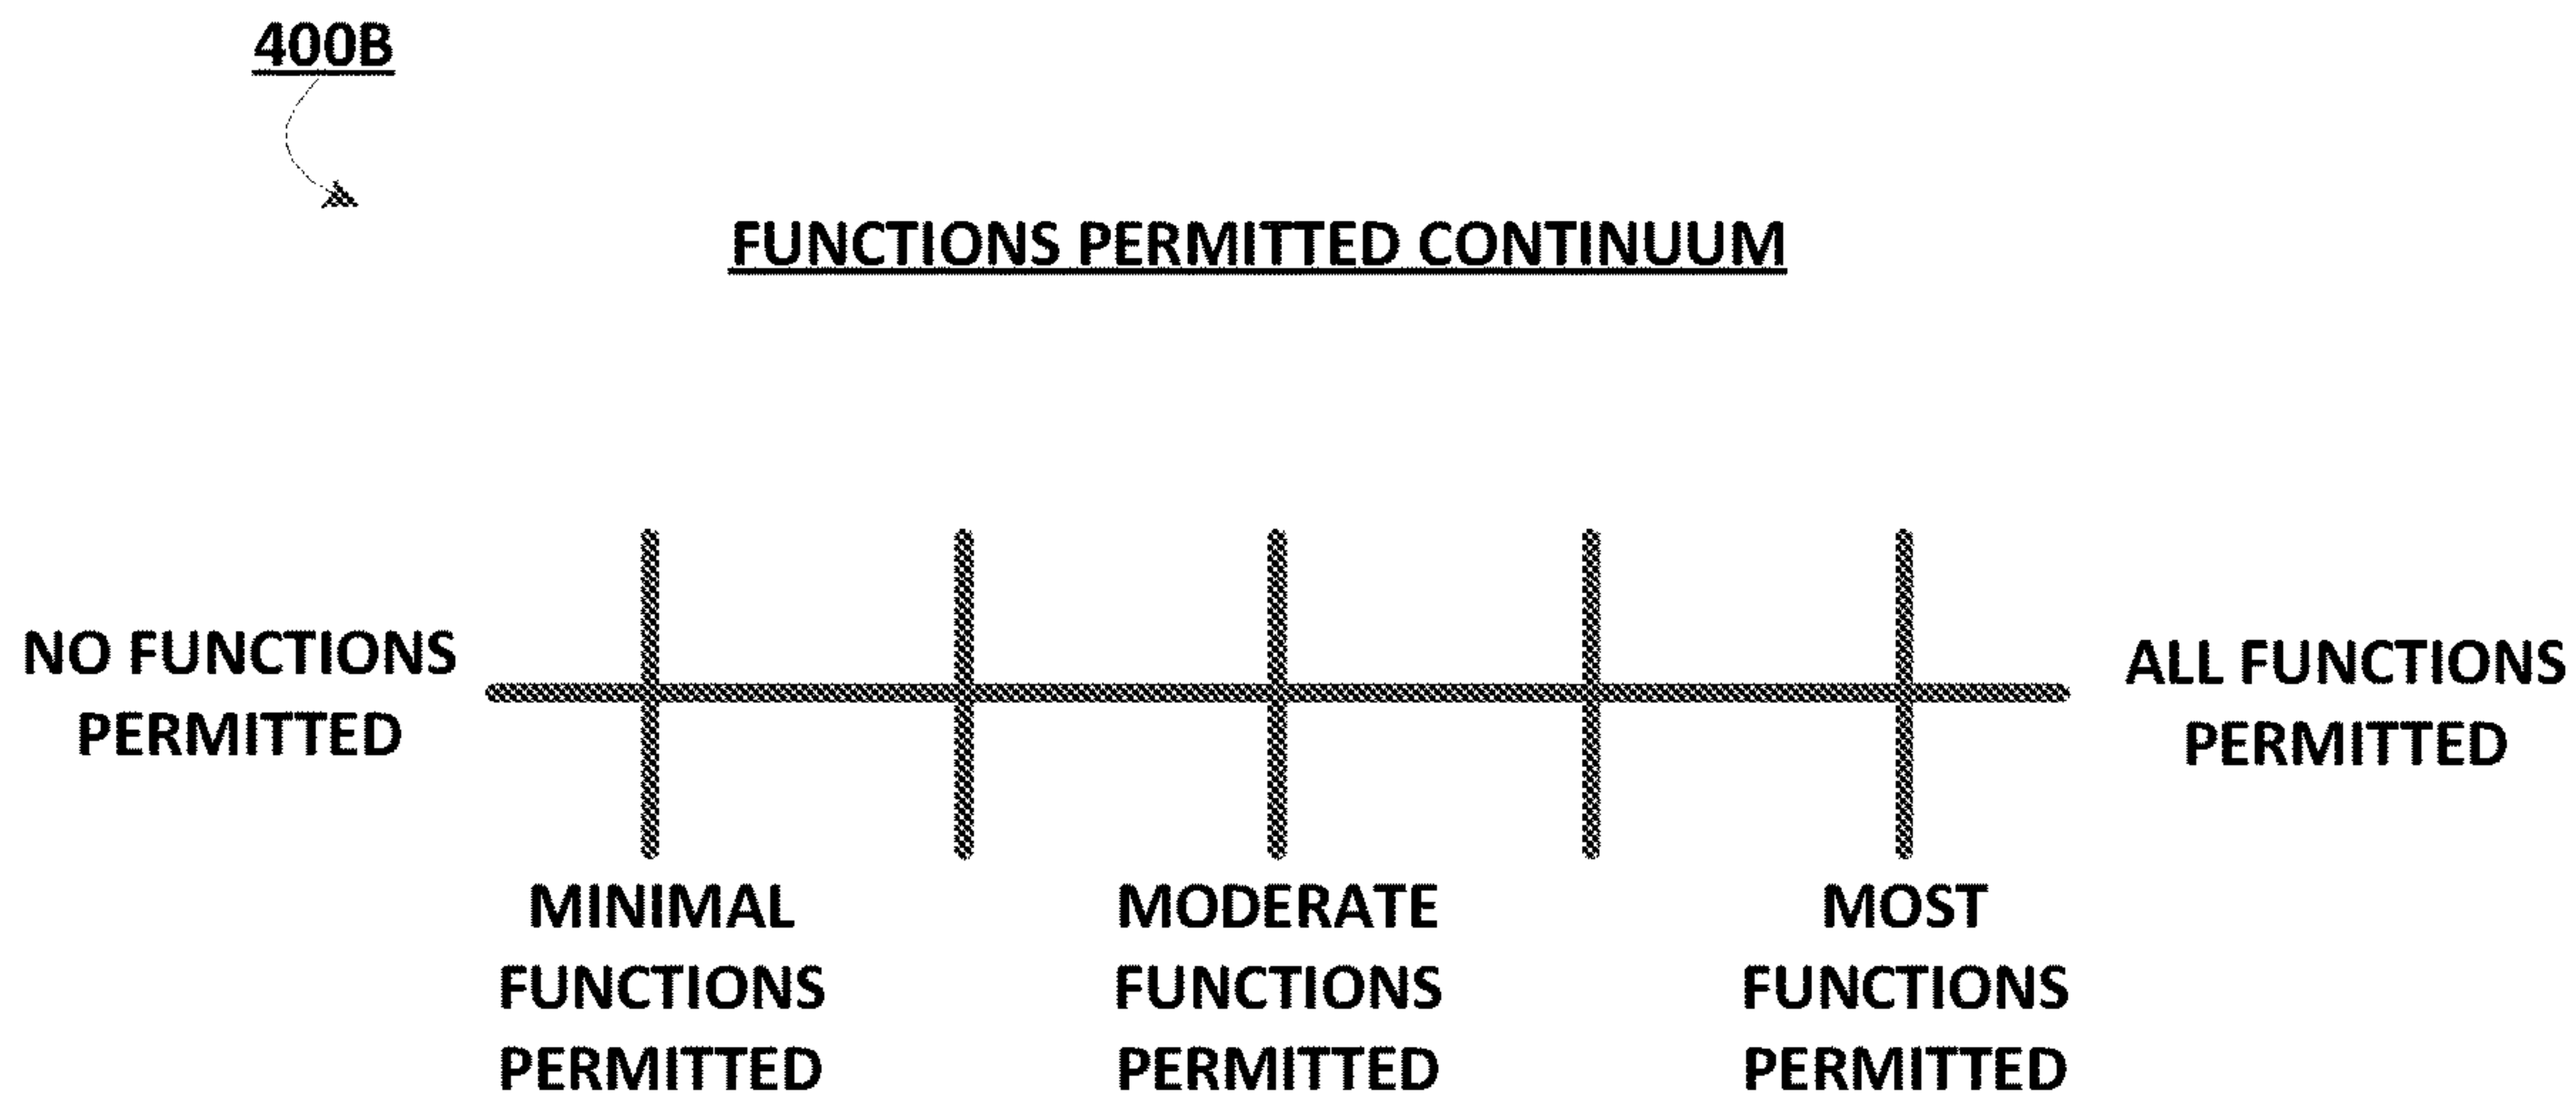 400B
FUNCTIONS PERMITTED CONTINUUM
NO FUNCTIONS
PERMITTED
ALL FUNCTIONS
PERMITTED
MINIMAL
FUNCTIONS
PERMITTED
MODERATE
FUNCTIONS
PERMITTED
MOST
FUNCTIONS
PERMITTED